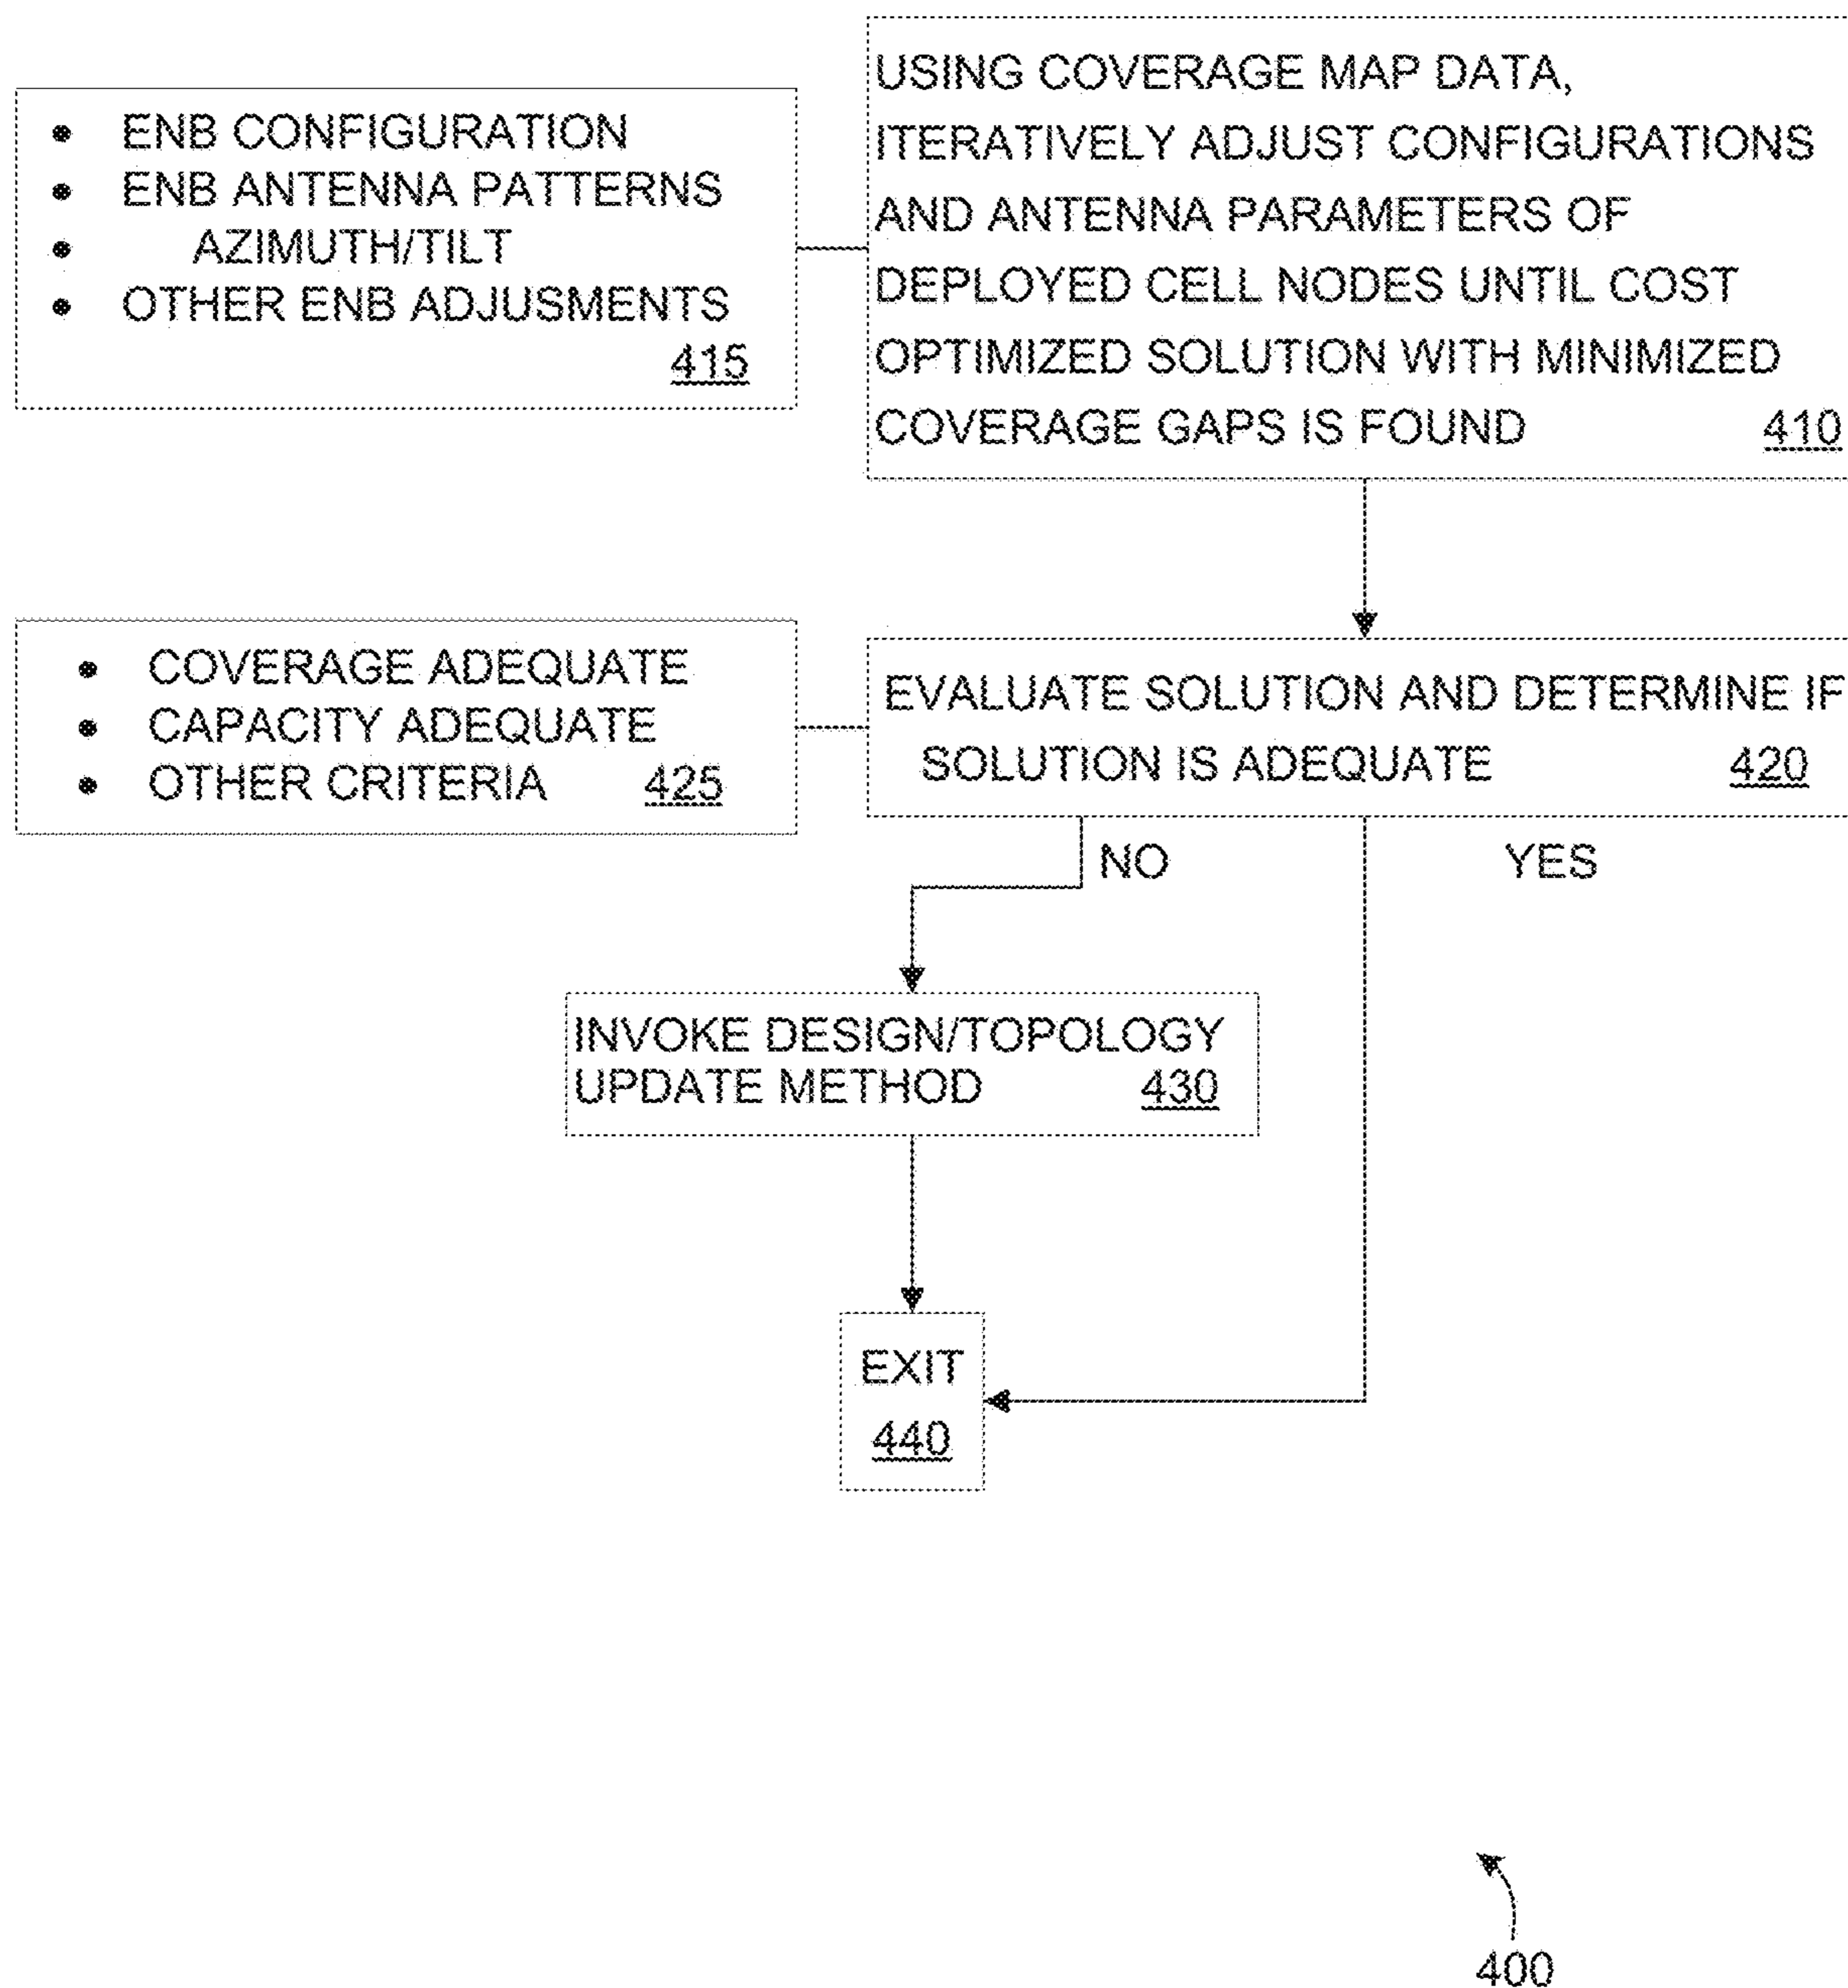 • ENB CONFIGURATION
• ENB ANTENNA PATTERNS
• AZIMUTH/TILT
• OTHER ENB ADJUSMENTS
415
USING COVERAGE MAP DATA,
ITERATIVELY ADJUST CONFIGURATIONS
AND ANTENNA PARAMETERS OF
DEPLOYED CELL NODES UNTIL COST
OPTIMIZED SOLUTION WITH MINIMIZED
COVERAGE GAPS IS FOUND 410
• COVERAGE ADEQUATE
• CAPACITY ADEQUATE
• OTHER CRITERIA 425
EVALUATE SOLUTION AND DETERMINE IF
SOLUTION IS ADEQUATE 420
NO
YES
INVOKE DESIGN/TOPOLOGY
UPDATE METHOD 430
EXIT
440
400